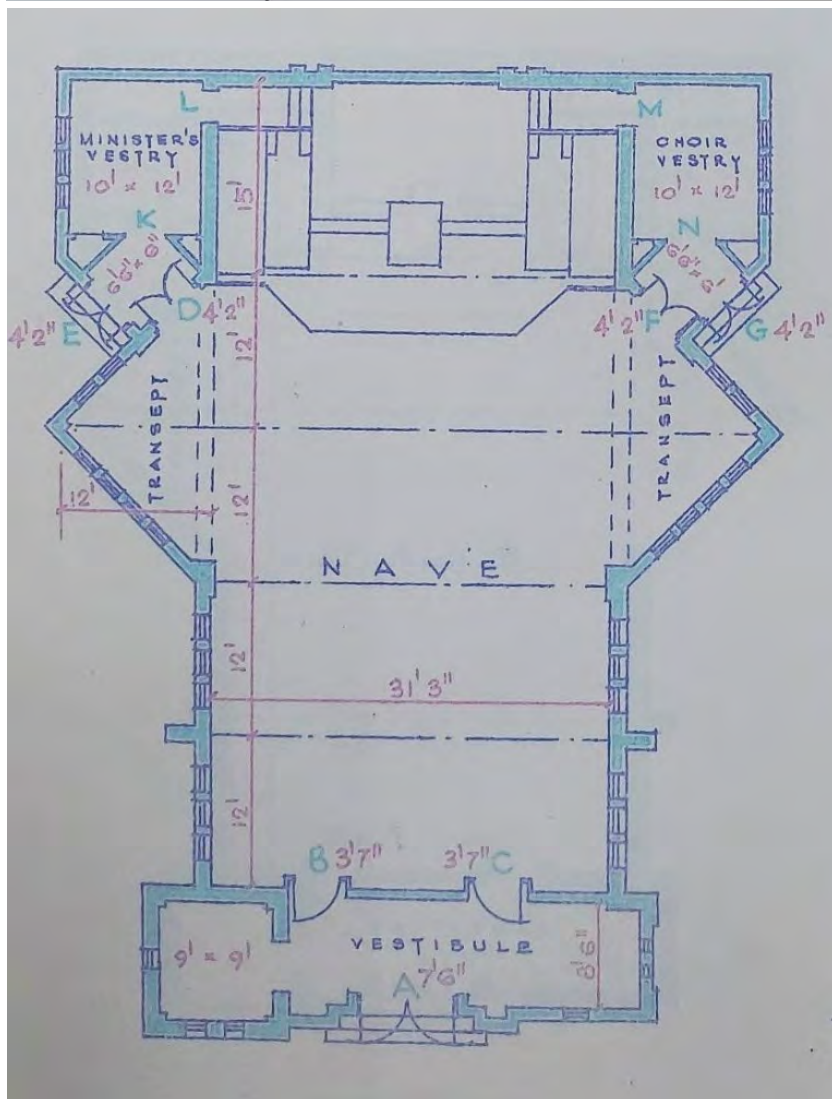 L
M
MINISTER'S
VESTRY
10' × 12'
CHOIR
VESTRY
10' × 12'
15'
K
6'6" × 6'
N
6'6" × 6'
D
4'2"
4'2" E
4'2"
F
G 4'2"
12'
TRANSEPT
TRANSEPT
12'
12'
NAVE
12'
31' 3"
12'
B 3'7"
3'7" C
9' × 9'
VESTIBULE
8'6"
A
7'6"